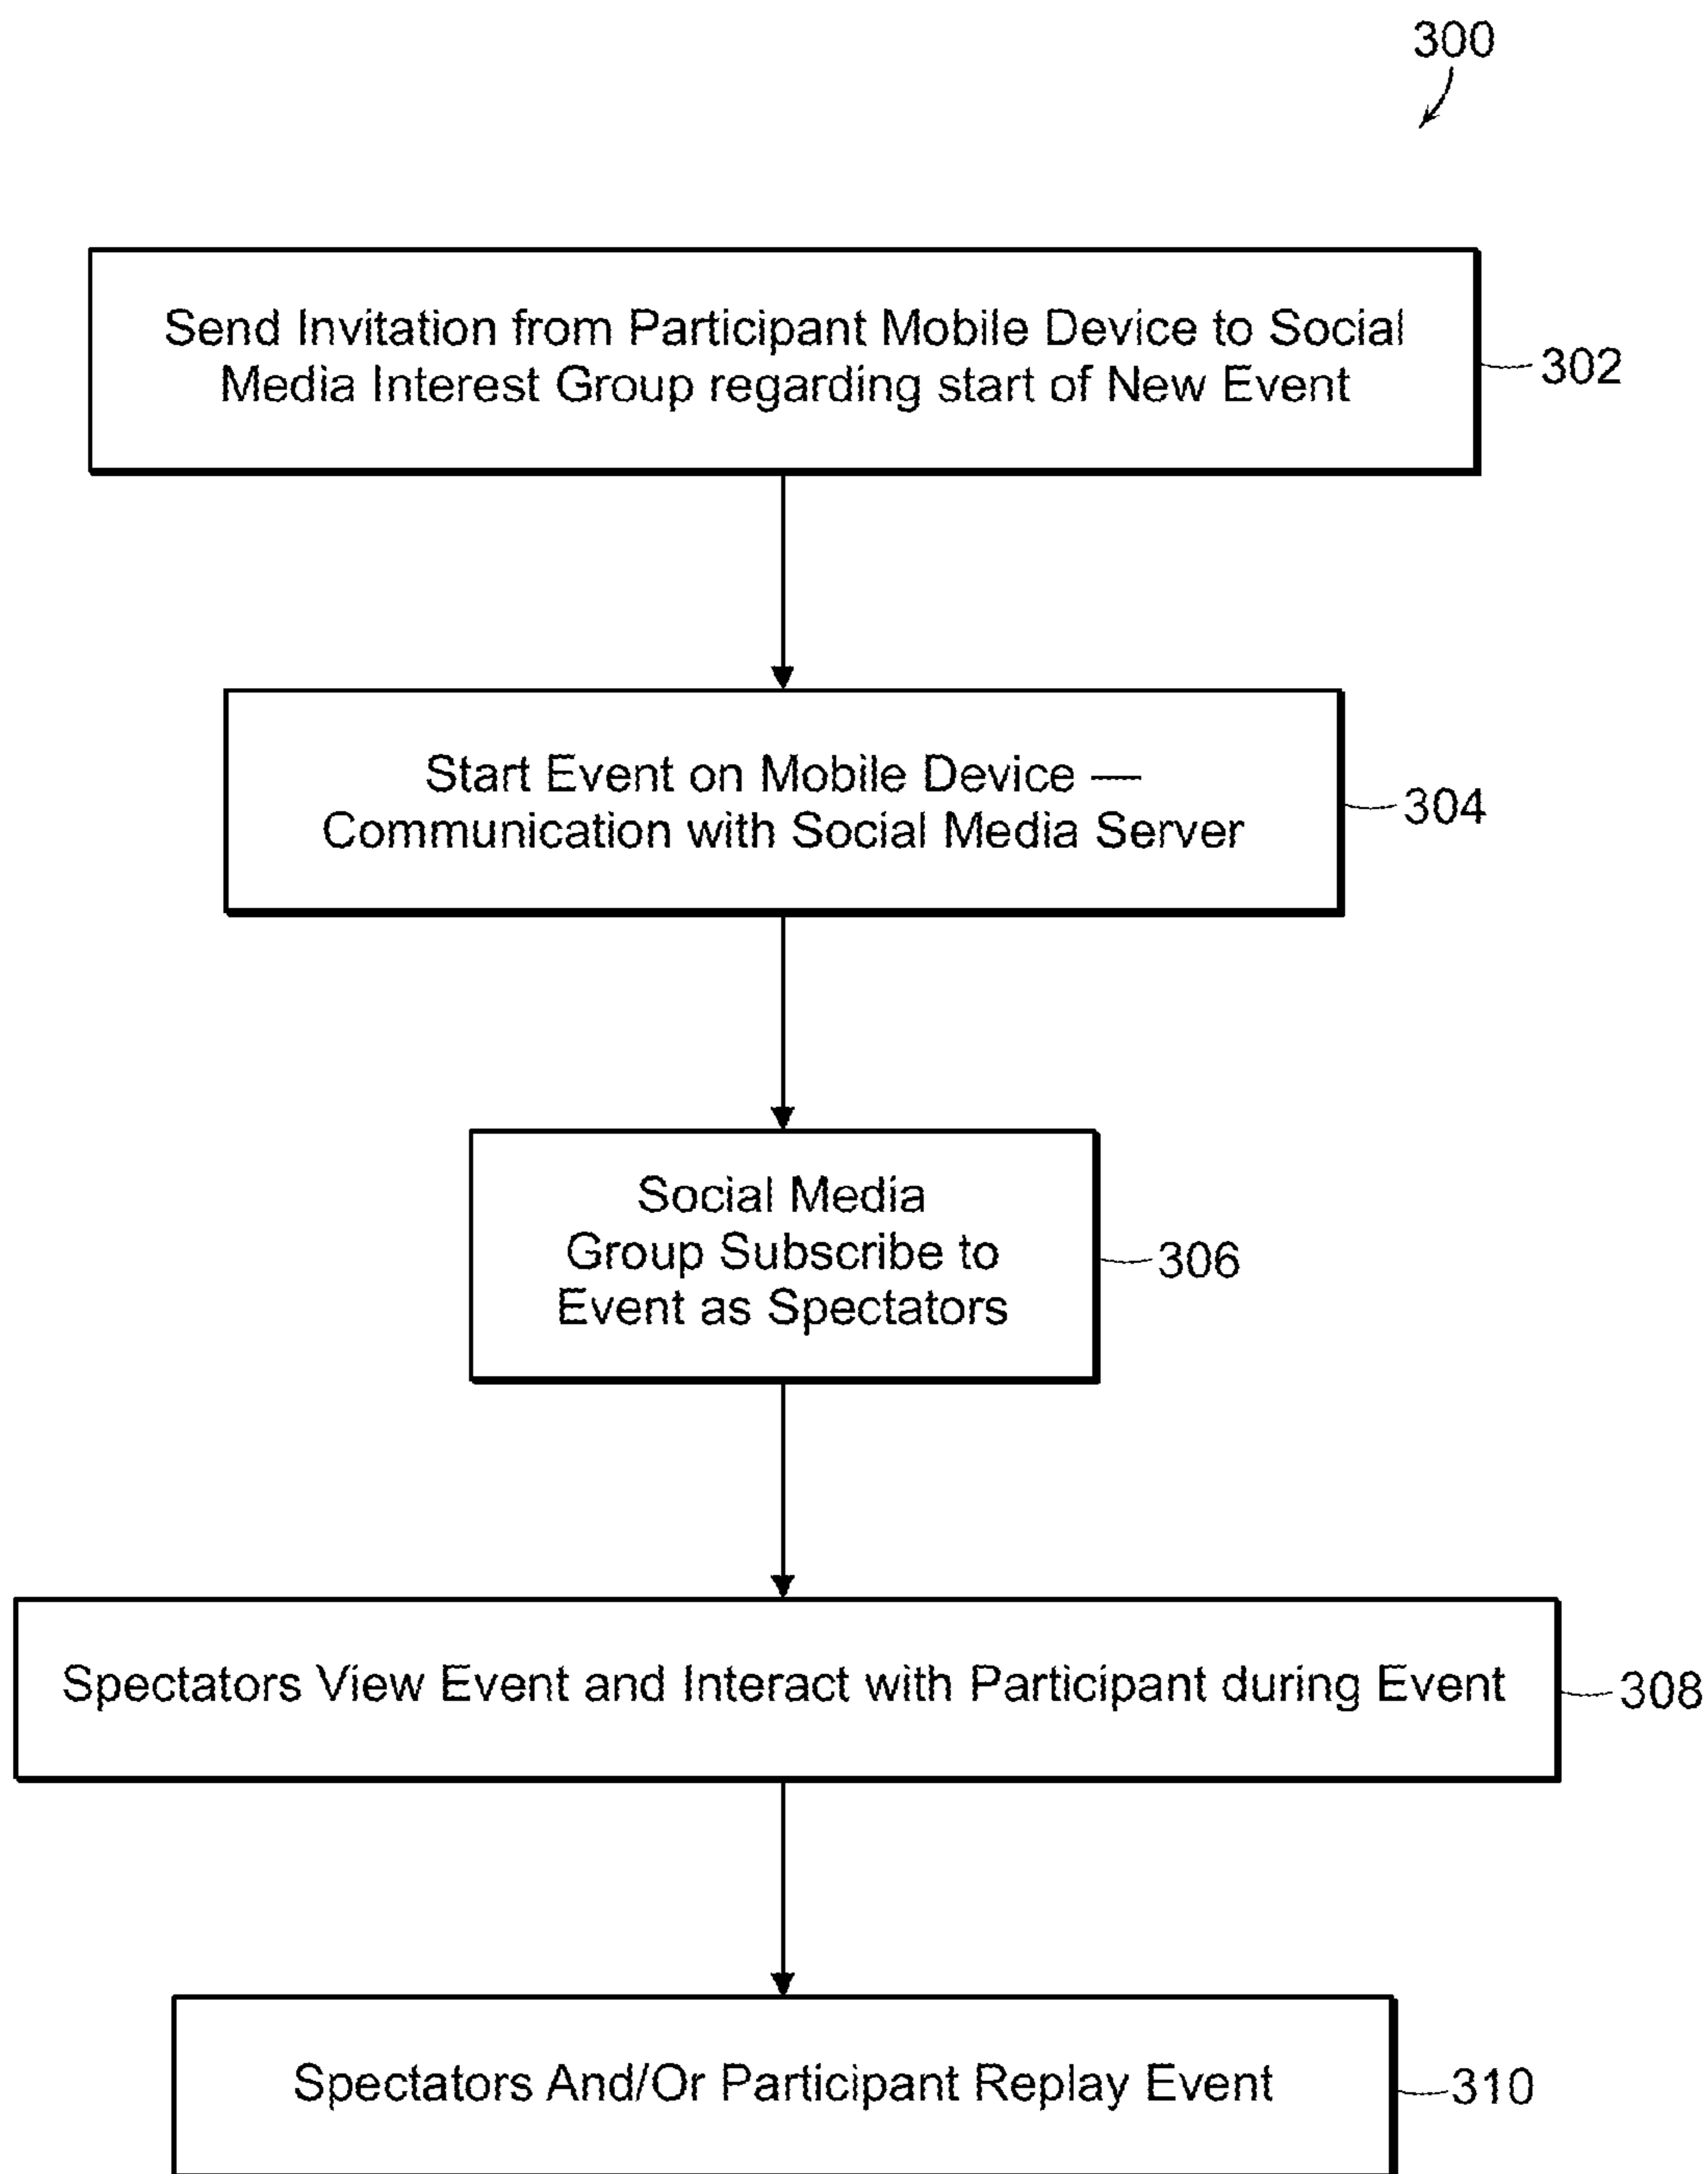 300
Send Invitation from Participant Mobile Device to Social
Media Interest Group regarding start of New Event
302
Start Event on Mobile Device —
Communication with Social Media Server
304
Social Media
Group Subscribe to
Event as Spectators
306
Spectators View Event and Interact with Participant during Event
308
Spectators And/Or Participant Replay Event
310